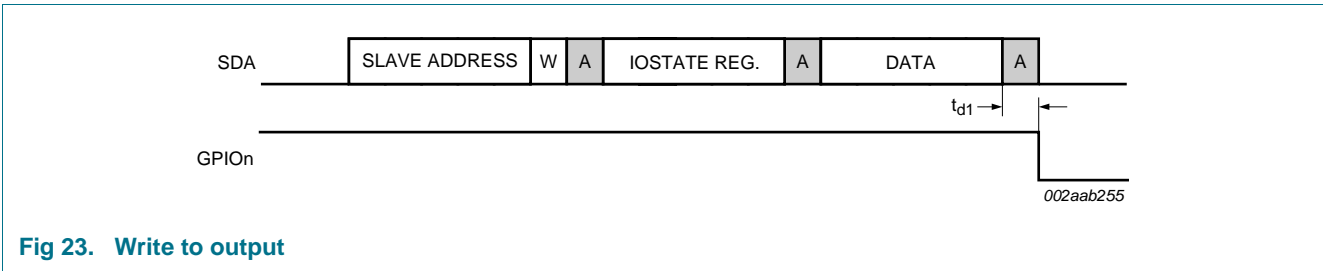 SDA
SLAVE ADDRESS W A IOSTATE REG. A DATA A
td1
GPIOn
002aab255
Fig 23. Write to output